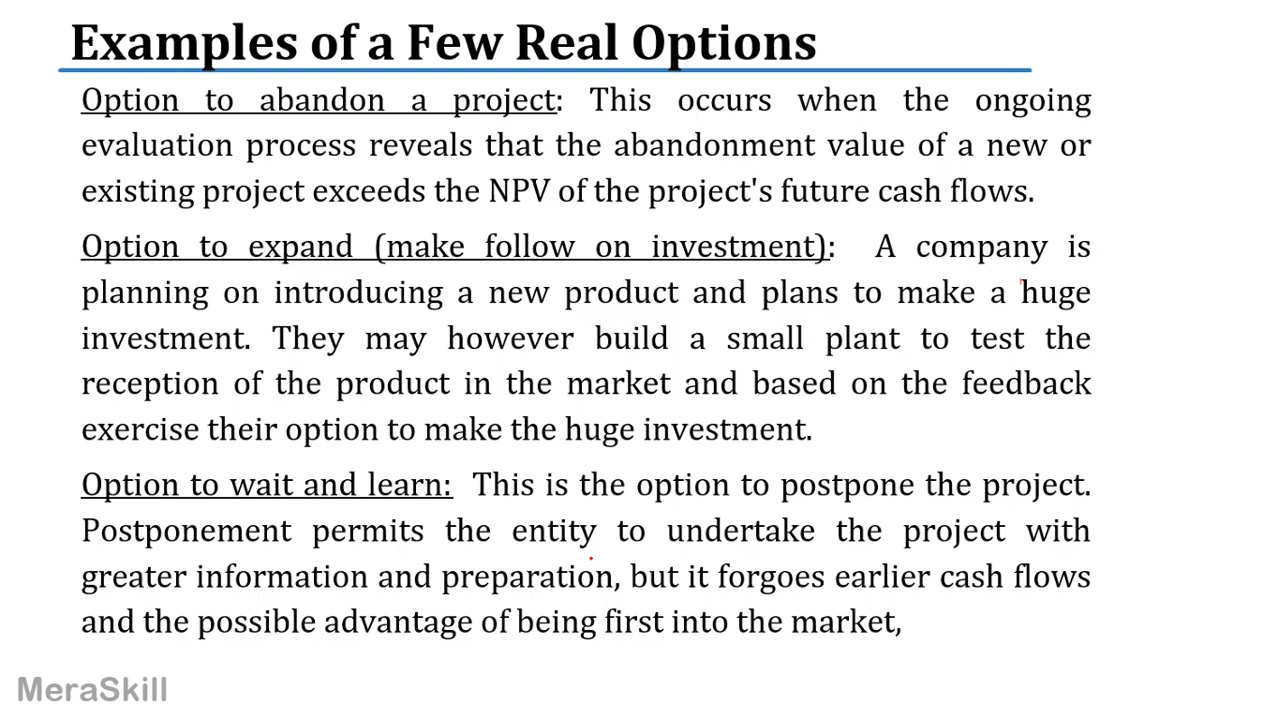 Examples of a Few Real Options
Option to abandon a project: This occurs when the ongoing
evaluation process reveals that the abandonment value of a new or
existing project exceeds the NPV of the project's future cash flows.
Option to expand (make follow on investment): A company is
planning on introducing a new product and plans to make a huge
investment. They may however build a small plant to test the
reception of the product in the market and based on the feedback
exercise their option to make the huge investment.
Option to wait and learn: This is the option to postpone the project.
Postponement permits the entity to undertake the project with
greater information and preparation, but it forgoes earlier cash flows
and the possible advantage of being first into the market,
MeraSkill